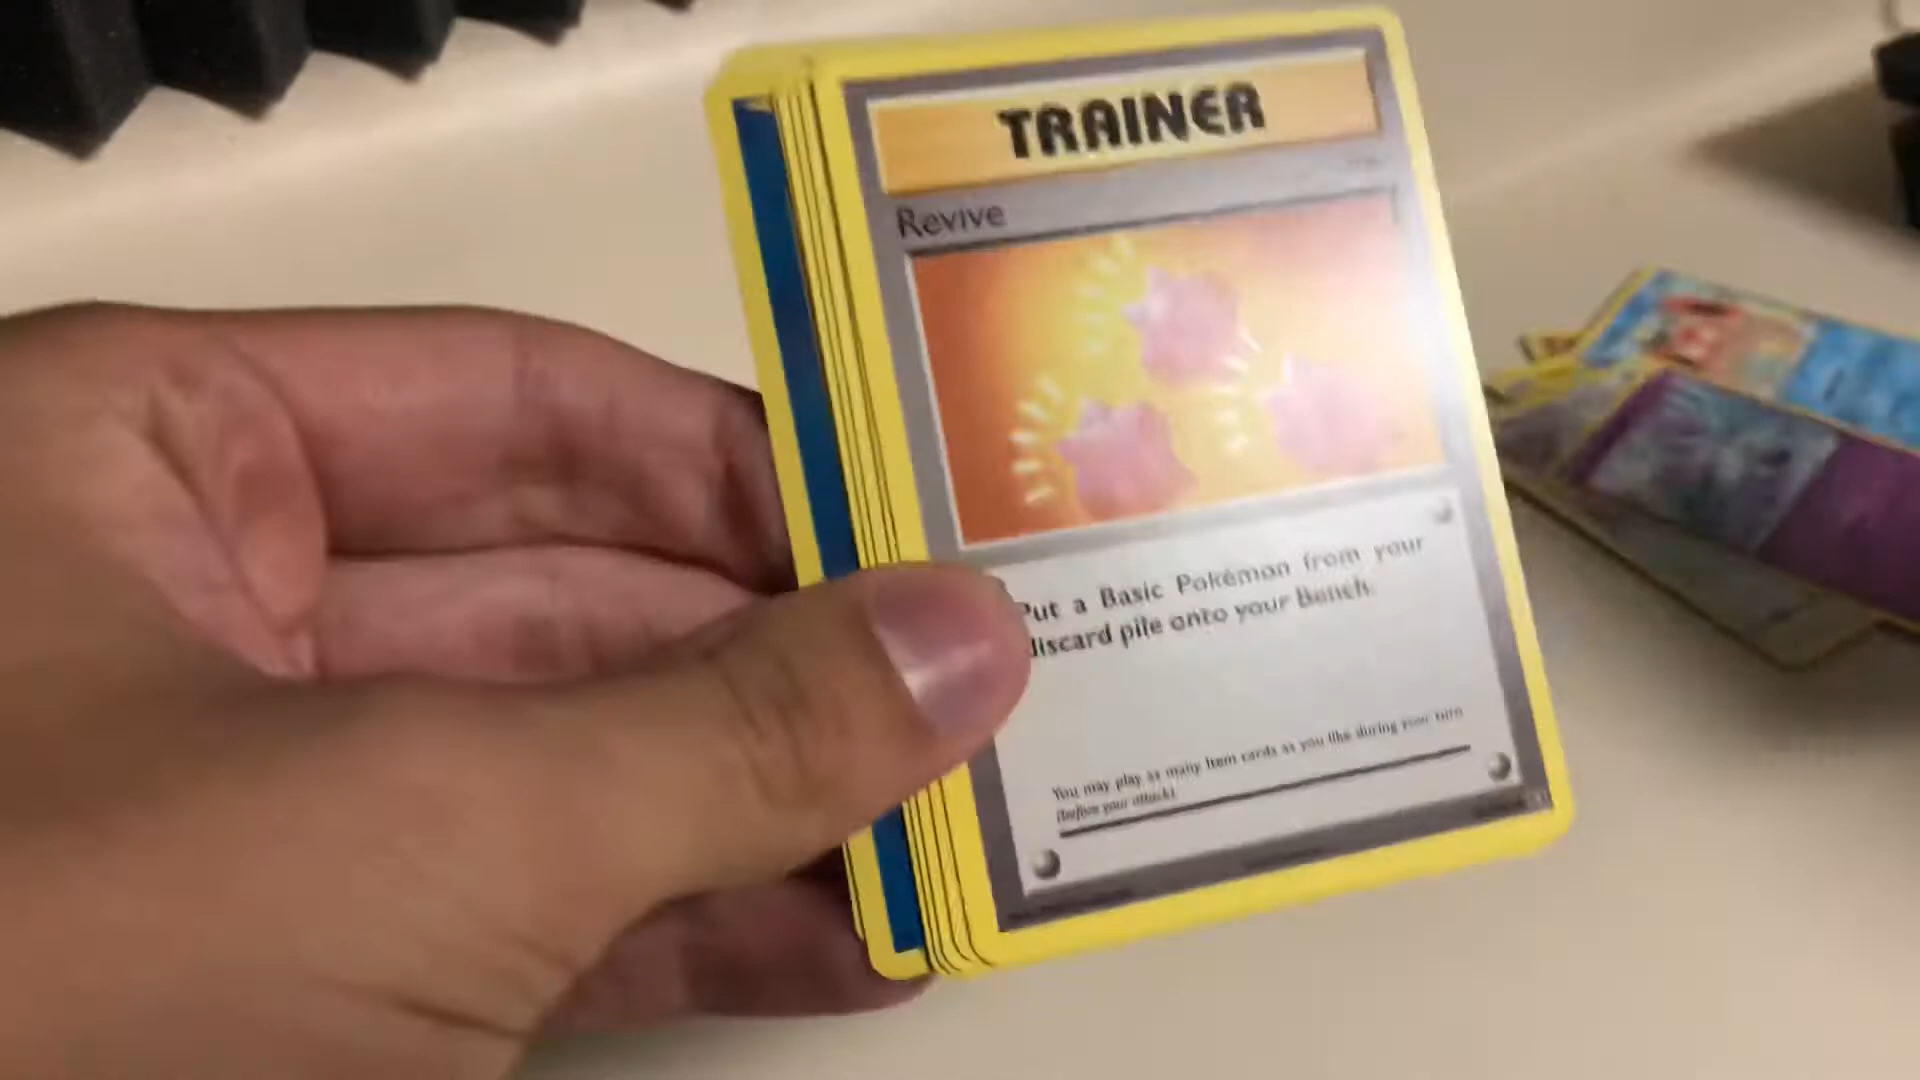 TRAINER
Revive
Put a Basic Pokémon from your
discard pile onto your Bench.
You may play as many Item cards as you like during your turn
(before your attack).